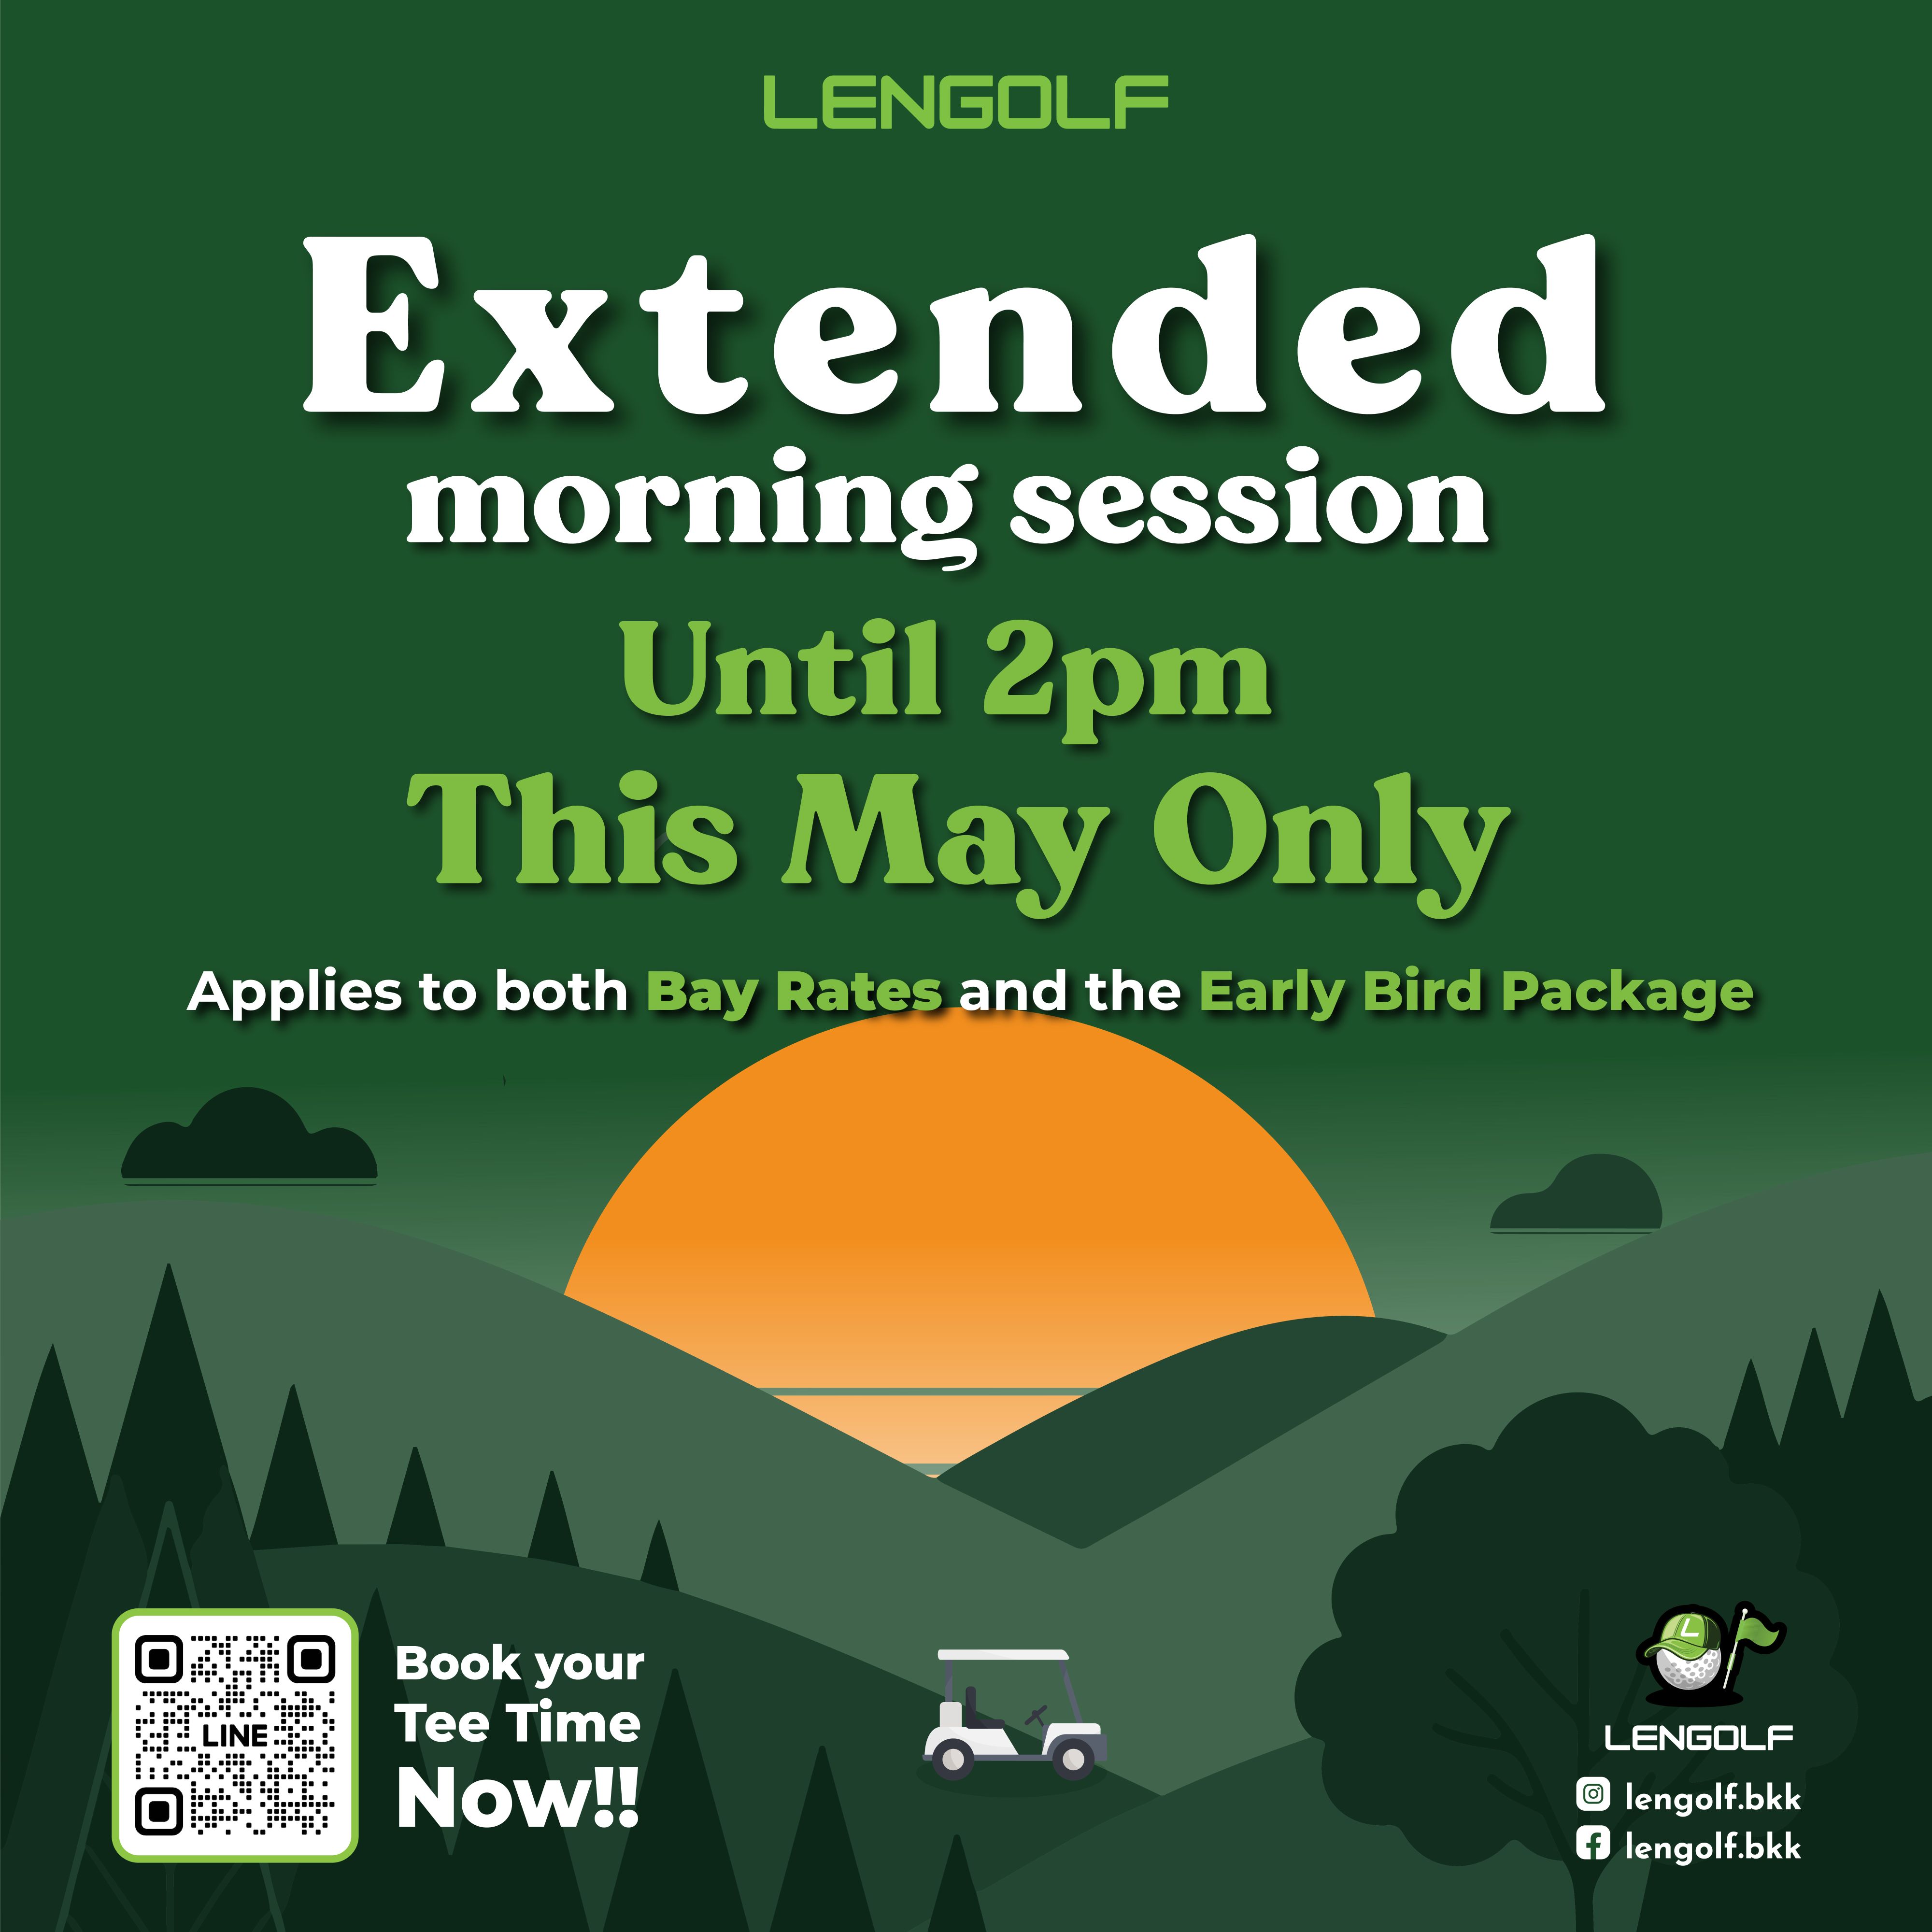 LENGOLF
Extended
morning session
Until 2pm
This May Only
Applies to both Bay Rates and the Early Bird Package
LINE
Book your
Tee Time
Now!!
L
LENGOLF
lengolf.bkk
lengolf.bkk